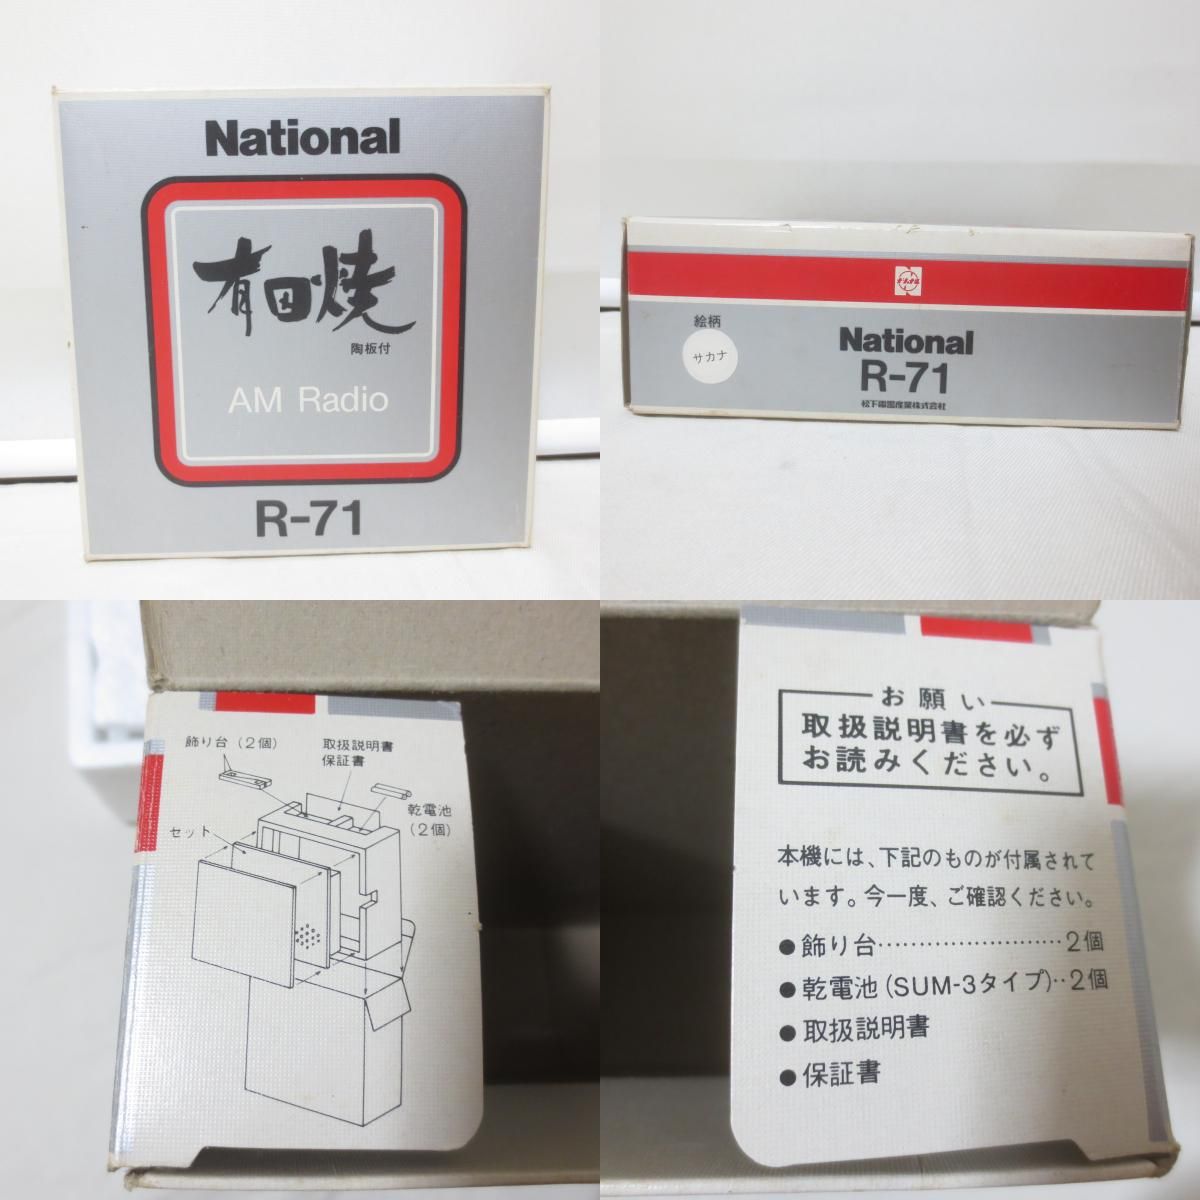 National
有田焼
陶板付
AM Radio
R-71
ナショナル
絵柄
サカナ
National
R-71
松下電器産業株式会社
飾り台(2個)
取扱説明書
保証書
乾電池
(2個)
セット
お願い
取扱説明書を必ず
お読みください。
本機には、下記のものが付属されて
います。今一度、ご確認ください。
●飾り台……………………2個
●乾電池(SUM-3タイプ)‥2個
●取扱説明書
●保証書